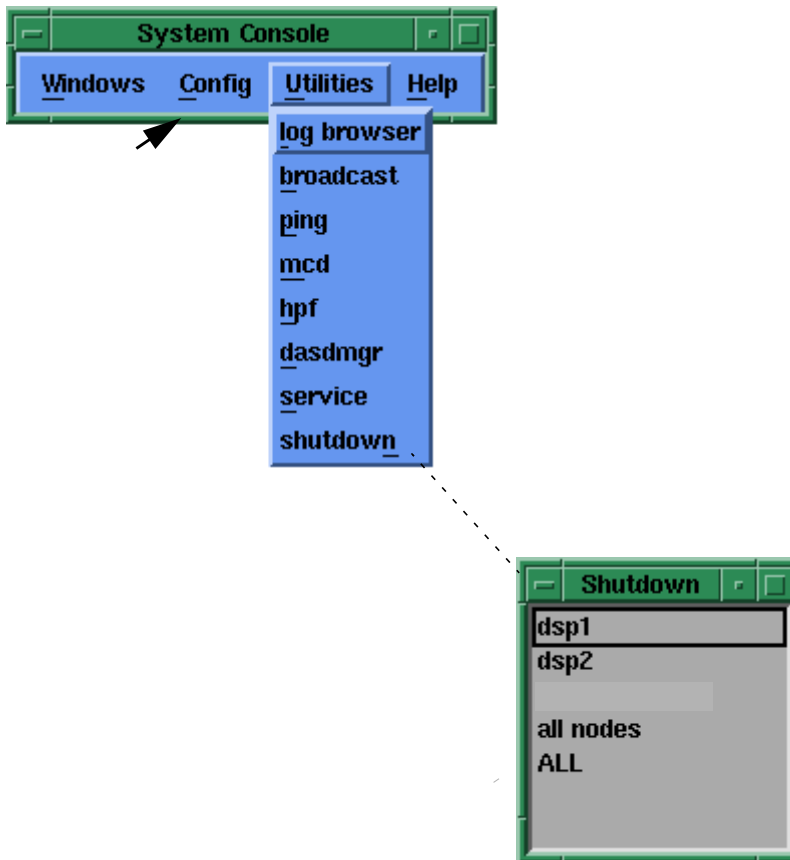 System Console
Windows Config Utilities Help
log browser
broadcast
ping
mcd
hpf
dasdmgr
service
shutdown
Shutdown
dsp1
dsp2
all nodes
ALL